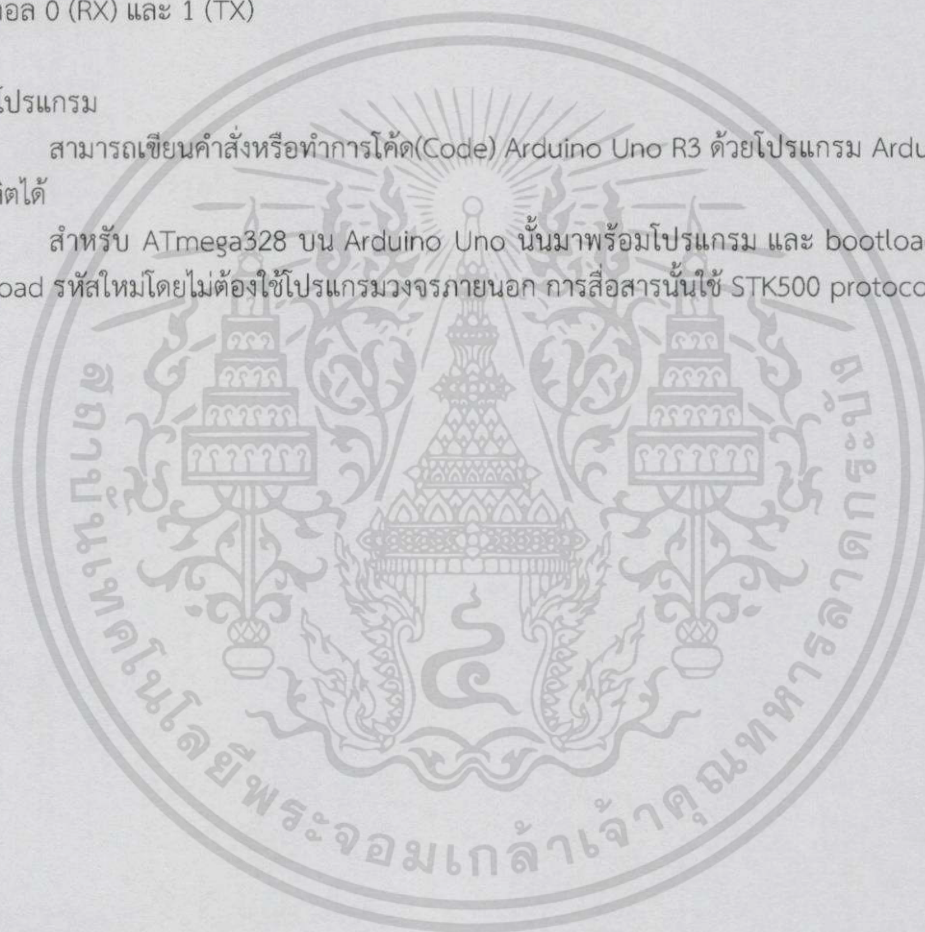 อล 0 (RX) และ 1 (TX)
โปรแกรม
สามารถเขียนคำสั่งหรือทำการโค้ด(Code) Arduino Uno R3 ด้วยโปรแกรม Ardu
ตได้
สำหรับ ATmega328 บน Arduino Uno นั้นมาพร้อมโปรแกรม และ bootloa
oad รหัสใหม่โดยไม่ต้องใช้โปรแกรมวงจรภายนอก การสื่อสารนั้นใช้ STK500 protoco
สถาบันเทคโนโลยีพระจอมเกล้าเจ้าคุณทหารลาดกระบัง
๔